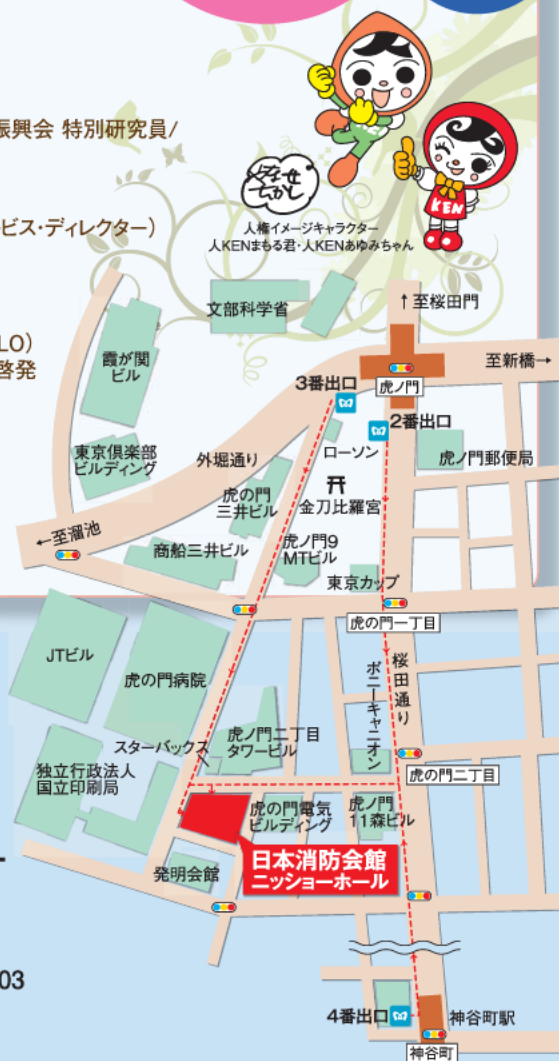 振興会 特別研究員/
ビス・ディレクター)
LO)
啓発
KEN
人権イメージキャラクター
人KENまもる君・人KENあゆみちゃん
文部科学省
↑至桜田門
霞が関
ビル
3番出口
虎ノ門
至新橋→
2番出口
東京倶楽部
ビルディング
外堀通り
ローソン
虎ノ門郵便局
虎の門
三井ビル
金刀比羅宮
←至溜池
商船三井ビル
虎ノ門9
MTビル
東京カップ
虎の門一丁目
JTビル
虎の門病院
ポニーキャニオン
桜田通り
スターバックス
虎ノ門二丁目
タワービル
独立行政法人
国立印刷局
虎の門二丁目
虎の門電気
ビルディング
虎ノ門
11森ビル
日本消防会館
ニッショーホール
発明会館
03
4番出口
神谷町駅
神谷町